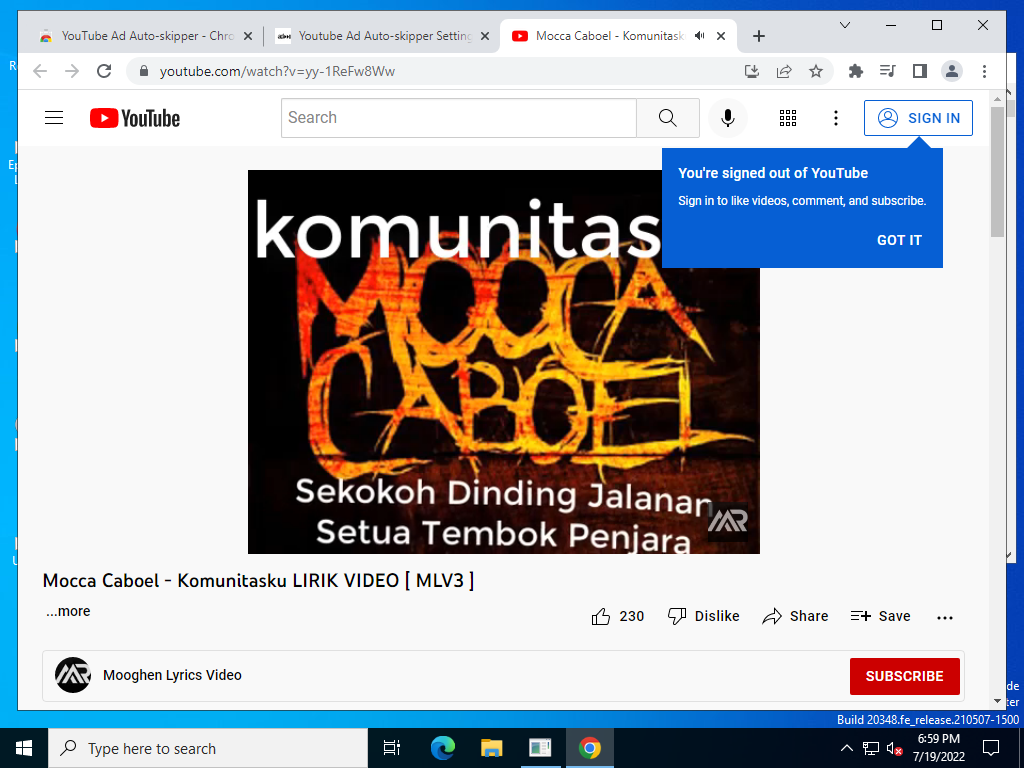 YouTube Ad Auto-skipper - Chro
Youtube Ad Auto-skipper Setting
Mocca Caboel - Komunitask
youtube.com/watch?v=yy-1ReFw8Ww
YouTube
Search
SIGN IN
You're signed out of YouTube
Sign in to like videos, comment, and subscribe.
GOT IT
komunitas
MOOCA
CABOEL
Sekokoh Dinding Jalanan
Setua Tembok Penjara
Mocca Caboel - Komunitasku LIRIK VIDEO [ MLV3 ]
...more
230
Dislike
Share
Save
Mooghen Lyrics Video
SUBSCRIBE
Build 20348.fe_release.210507-1500
Type here to search
6:59 PM
7/19/2022